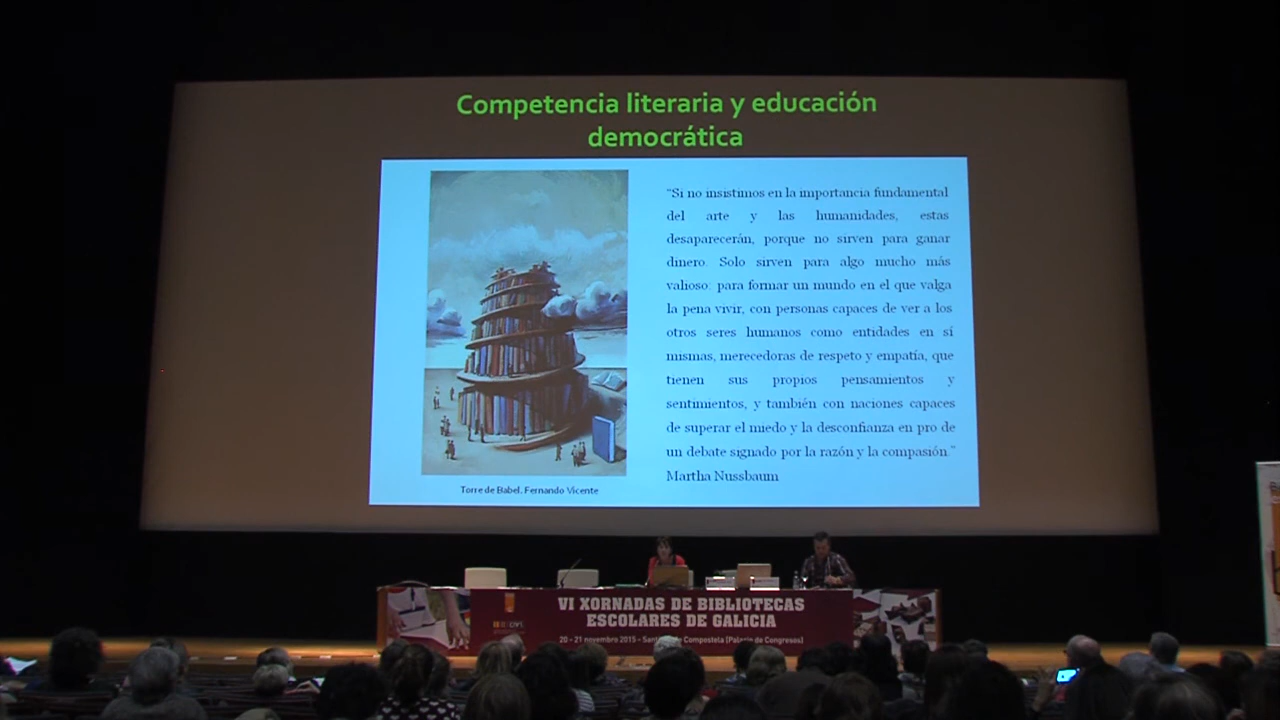 Competencia literaria y educación
democrática
"Si no insistimos en la importancia fundamental
del arte y las humanidades, estas
desaparecerán, porque no sirven para ganar
dinero. Solo sirven para algo mucho más
valioso: para formar un mundo en el que valga
la pena vivir, con personas capaces de ver a los
otros seres humanos como entidades en sí
mismas, merecedoras de respeto y empatía, que
tienen sus propios pensamientos y
sentimientos, y también con naciones capaces
de superar el miedo y la desconfianza en pro de
un debate signado por la razón y la compasión."
Martha Nussbaum
Torre de Babel. Fernando Vicente
VI XORNADAS DE BIBLIOTECAS
ESCOLARES DE GALICIA
20 – 21 novembro 2015 – Santiago de Compostela (Palacio de Congresos)